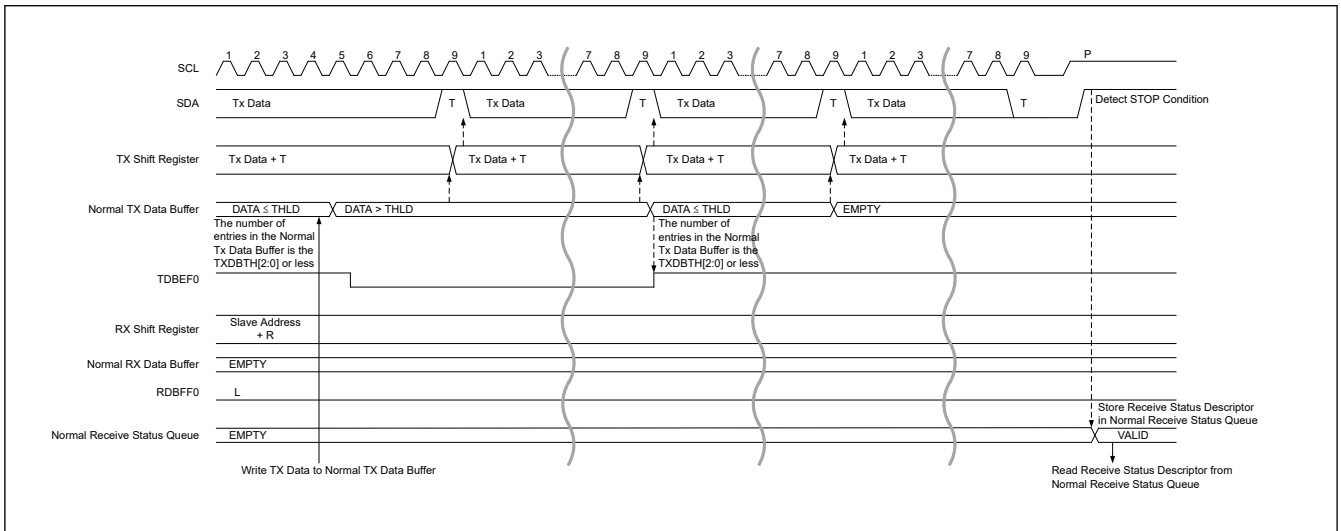 1 2 3 4 5 6 7 8 9 1 2 3 7 8 9 1 2 3 7 8 9 1 2 3 7 8 9 P
SCL
SDA Tx Data T Tx Data T Tx Data T Tx Data T Detect STOP Condition
TX Shift Register Tx Data + T Tx Data + T Tx Data + T Tx Data + T
Normal TX Data Buffer DATA ≤ THLD DATA > THLD DATA ≤ THLD EMPTY
The number of The number of
entries in the Normal entries in the Normal
Tx Data Buffer is the Tx Data Buffer is the
TXDBTH[2:0] or less TXDBTH[2:0] or less
TDBEF0
Slave Address
RX Shift Register
+ R
Normal RX Data Buffer EMPTY
RDBFF0 L
Store Receive Status Descriptor
in Normal Receive Status Queue
Normal Receive Status Queue EMPTY VALID
Write TX Data to Normal TX Data Buffer Read Receive Status Descriptor from
Normal Receive Status Queue